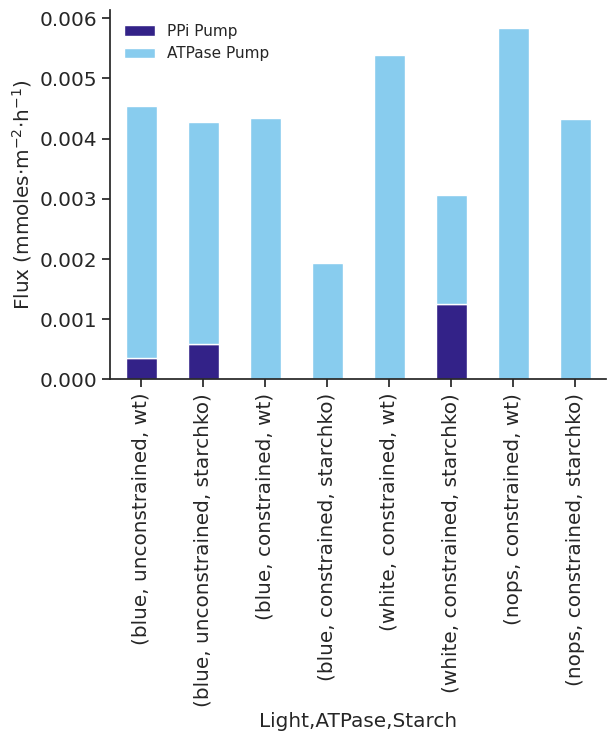 PPi Pump
ATPase Pump
0.006
0.005
0.004
0.003
0.002
0.001
0.000
Flux (mmoles·m⁻²·h⁻¹)
(blue, unconstrained, wt)
(blue, unconstrained, starchko)
(blue, constrained, wt)
(blue, constrained, starchko)
(white, constrained, wt)
(white, constrained, starchko)
(nops, constrained, wt)
(nops, constrained, starchko)
Light,ATPase,Starch